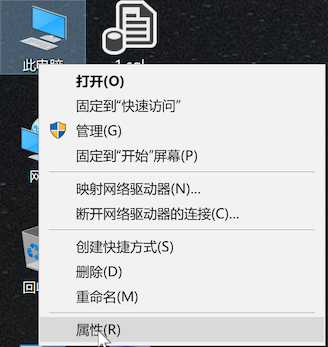 此电脑
1.sql
打开(O)
固定到“快速访问”
管理(G)
固定到“开始”屏幕(P)
映射网络驱动器(N)...
断开网络驱动器的连接(C)...
创建快捷方式(S)
删除(D)
重命名(M)
属性(R)